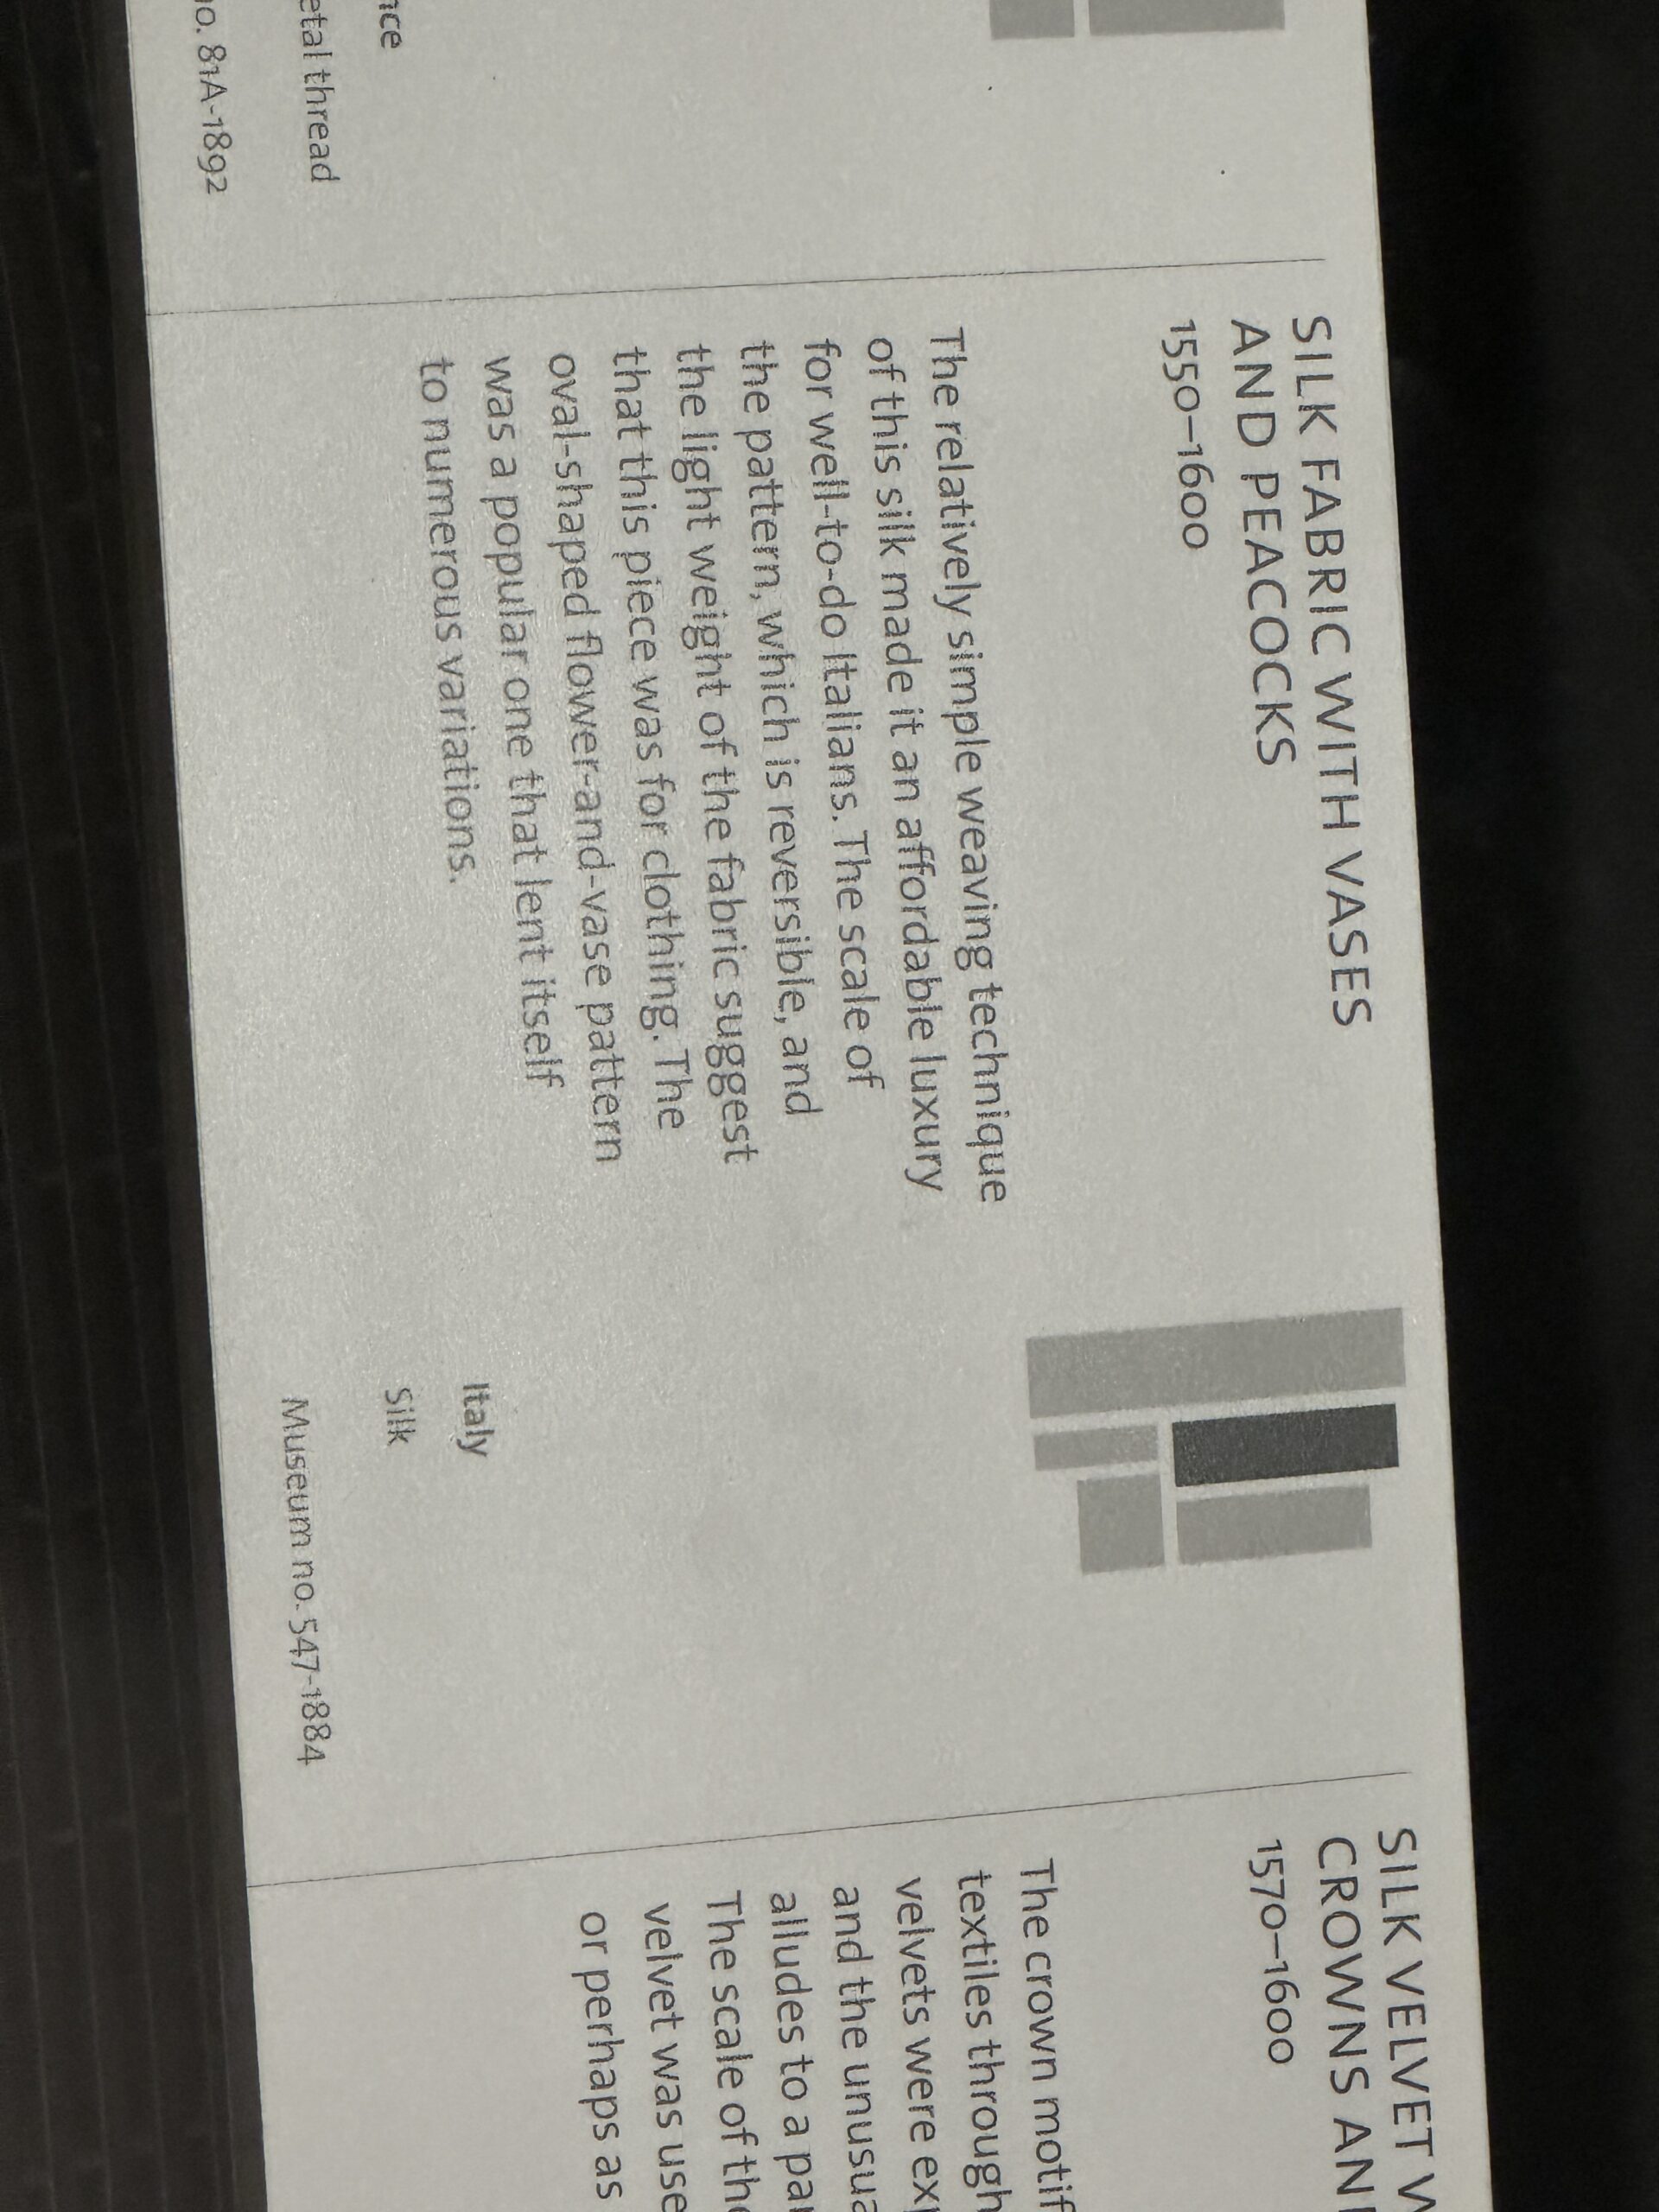 etal thread
81A-1892
SILK FABRIC WITH VASES
AND PEACOCKS
1550–1600
The relatively simple weaving technique
of this silk made it an affordable luxury
for well-to-do Italians. The scale of
the pattern, which is reversible, and
the light weight of the fabric suggest
that this piece was for clothing. The
oval-shaped flower-and-vase pattern
was a popular one that lent itself
to numerous variations.
Italy
Silk
Museum no. 547-1884
SILK VELVET W
CROWNS AN
1570–1600
The crown motif
textiles through
velvets were ex
and the unusua
alludes to a pa
The scale of the
velvet was use
or perhaps as